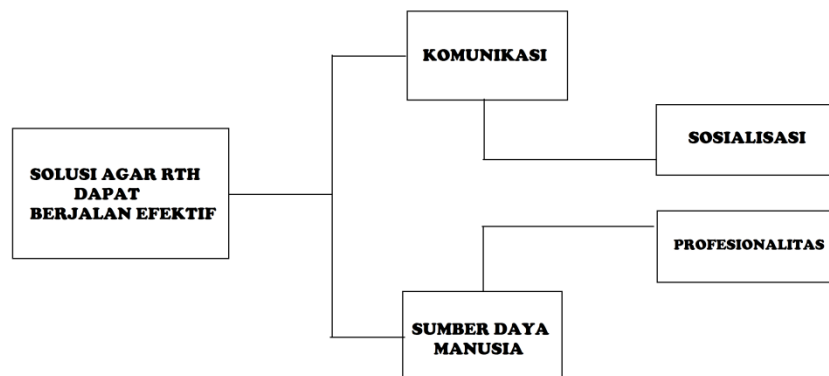 KOMUNIKASI
SOSIALISASI
SOLUSI AGAR RTH
DAPAT
BERJALAN EFEKTIF
PROFESIONALITAS
SUMBER DAYA
MANUSIA